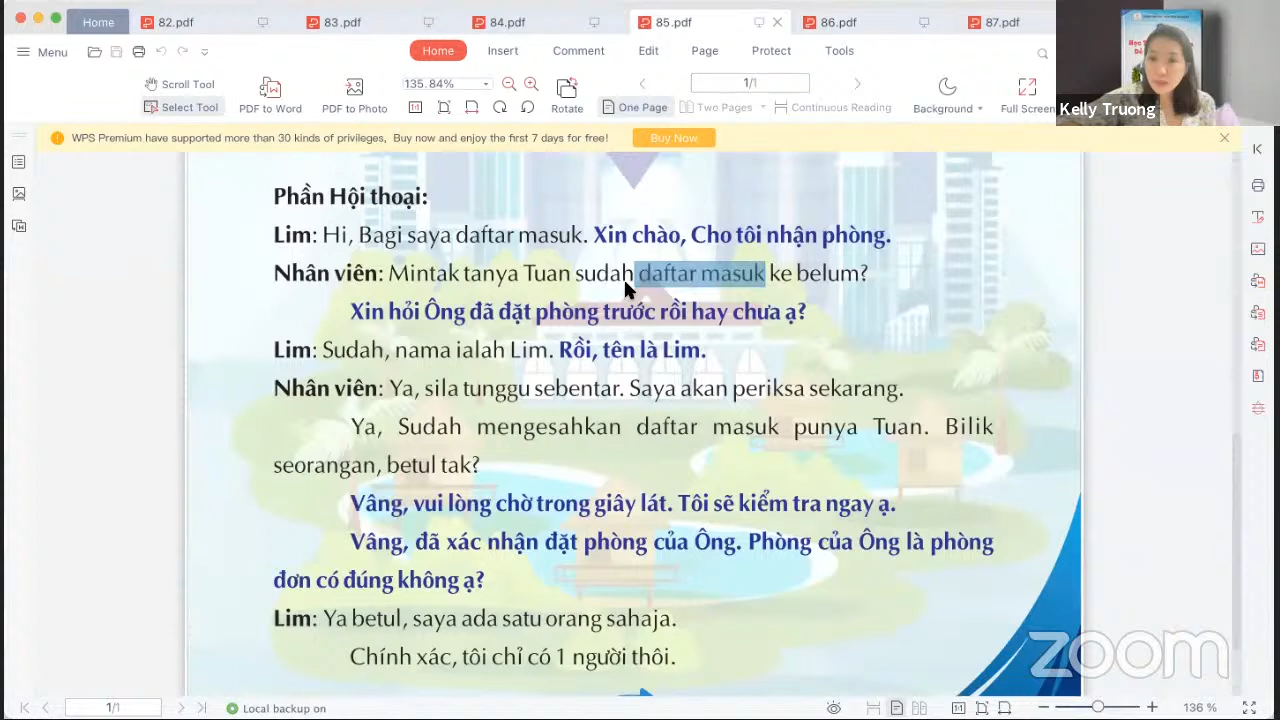 Home 82.pdf 83.pdf 84.pdf 85.pdf 86.pdf 87.pdf
Menu Home Insert Comment Edit Page Protect Tools
Scroll Tool 135.84% 1/1
Select Tool PDF to Word PDF to Photo Rotate One Page Two Pages Continuous Reading Background Full Screen
Kelly Truong
WPS Premium have supported more than 30 kinds of privileges, Buy now and enjoy the first 7 days for free! Buy Now
Phần Hội thoại:
Lim: Hi, Bagi saya daftar masuk. Xin chào, Cho tôi nhận phòng.
Nhân viên: Mintak tanya Tuan sudah daftar masuk ke belum?
Xin hỏi Ông đã đặt phòng trước rồi hay chưa ạ?
Lim: Sudah, nama ialah Lim. Rồi, tên là Lim.
Nhân viên: Ya, sila tunggu sebentar. Saya akan periksa sekarang.
Ya, Sudah mengesahkan daftar masuk punya Tuan. Bilik
seorangan, betul tak?
Vâng, vui lòng chờ trong giây lát. Tôi sẽ kiểm tra ngay ạ.
Vâng, đã xác nhận đặt phòng của Ông. Phòng của Ông là phòng
đơn có đúng không ạ?
Lim: Ya betul, saya ada satu orang sahaja.
Chính xác, tôi chỉ có 1 người thôi.
zoom
1/1 Local backup on 136 %